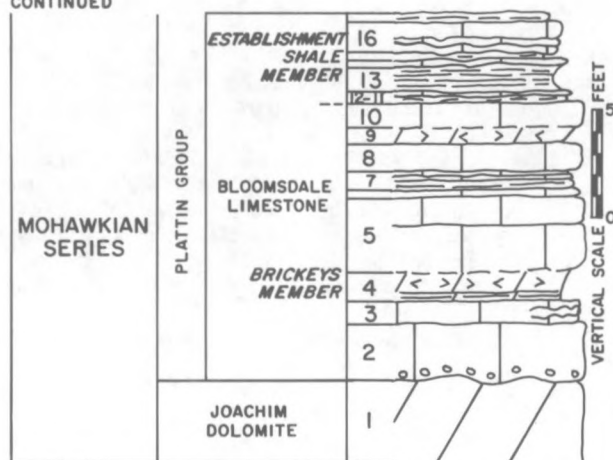 CONTINUED
MOHAWKIAN
SERIES
PLATTIN GROUP
ESTABLISHMENT
SHALE
MEMBER
BLOOMSDALE
LIMESTONE
BRICKEYS
MEMBER
JOACHIM
DOLOMITE
16
13
12-11
10
9
8
7
5
4
3
2
1
VERTICAL SCALE
FEET
5
0